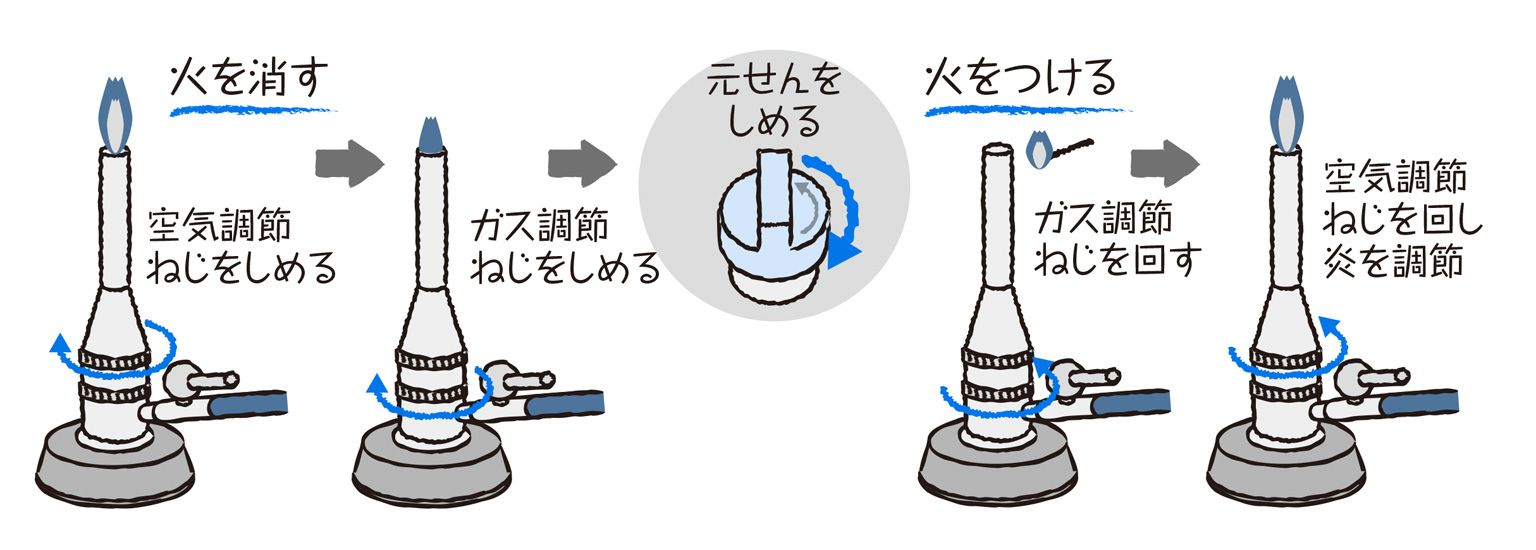 火を消す
空気調節
ねじをしめる
ガス調節
ねじをしめる
元せんを
しめる
火をつける
ガス調節
ねじを回す
空気調節
ねじを回し
炎を調節